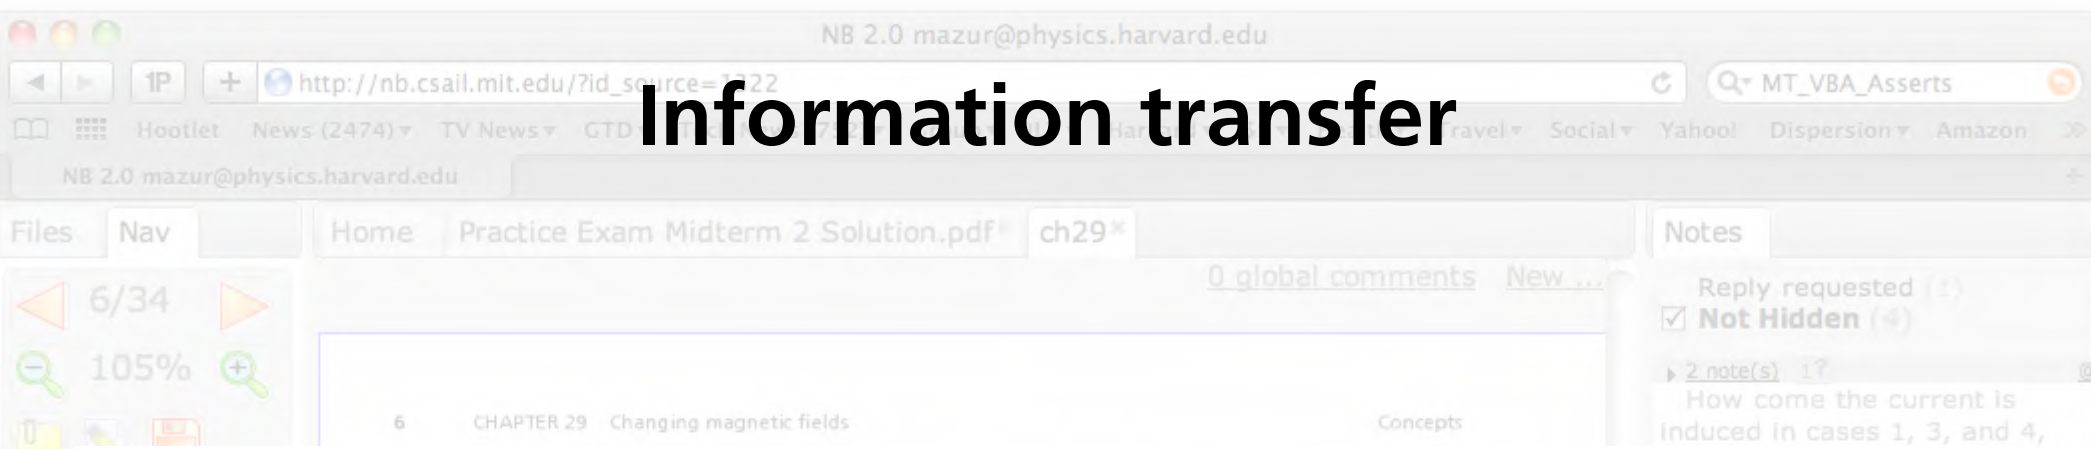 NB 2.0 mazur@physics.harvard.edu
1P + http://nb.csail.mit.edu/?id_source=1322 MT_VBA_Asserts
Information transfer
Hootlet News (2474) TV News GTD Travel Social Yahoo! Dispersion Amazon
NB 2.0 mazur@physics.harvard.edu
Files Nav Home Practice Exam Midterm 2 Solution.pdf ch29 Notes
0 global comments New ...
6/34 Reply requested (1)
Not Hidden (4)
105% 2 note(s) 1?
How come the current is
6 CHAPTER 29 Changing magnetic fields Concepts
induced in cases 1, 3, and 4,